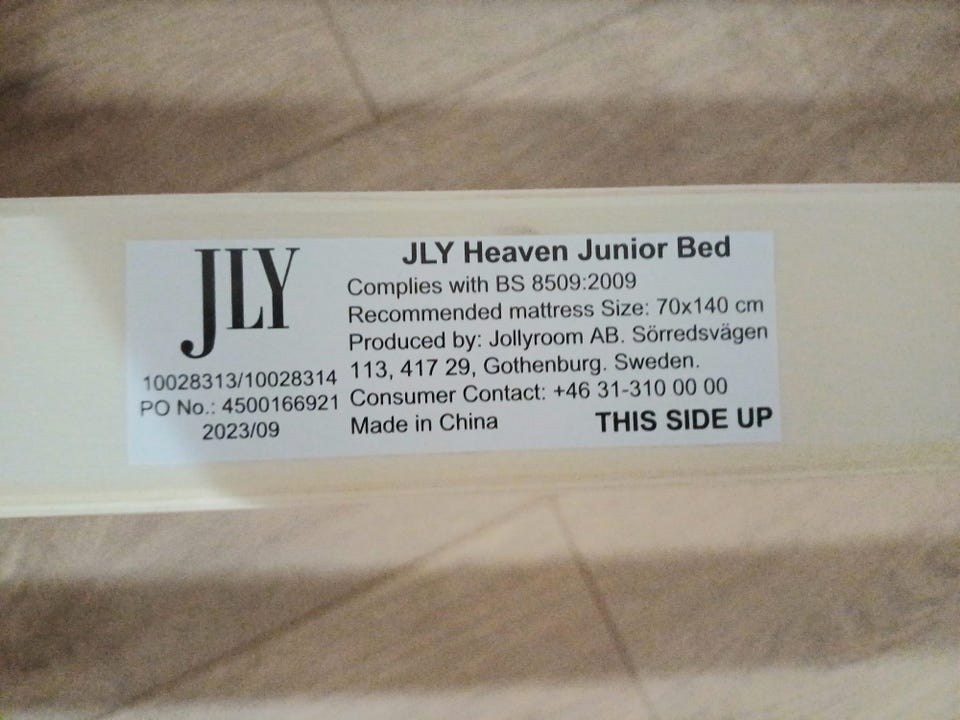 JLY
10028313/10028314
PO No.: 4500166921
2023/09
JLY Heaven Junior Bed
Complies with BS 8509:2009
Recommended mattress Size: 70x140 cm
Produced by: Jollyroom AB. Sörredsvägen
113, 417 29, Gothenburg. Sweden.
Consumer Contact: +46 31-310 00 00
Made in China
THIS SIDE UP